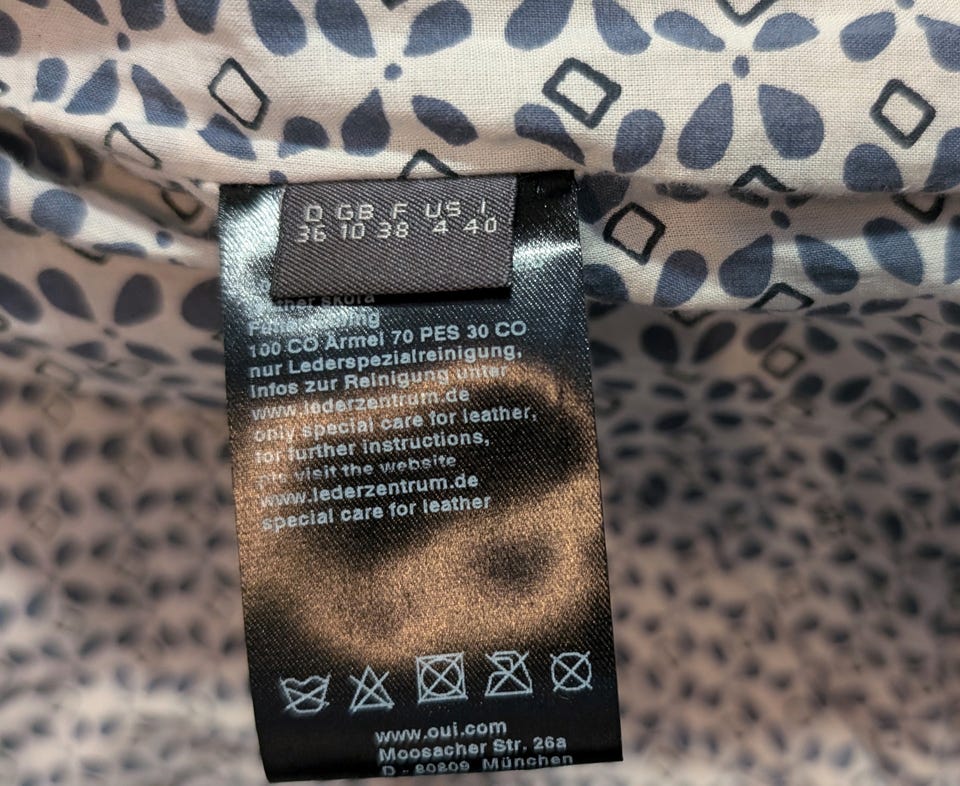 D GB F US I
36 10 38 4 40
100 CO Ärmel 70 PES 30 CO
nur Lederspezialreinigung,
Infos zur Reinigung unter
www.lederzentrum.de
only special care for leather,
for further instructions,
pls visit the website
www.lederzentrum.de
special care for leather
www.oui.com
Moosacher Str. 26a
D - 80809 München